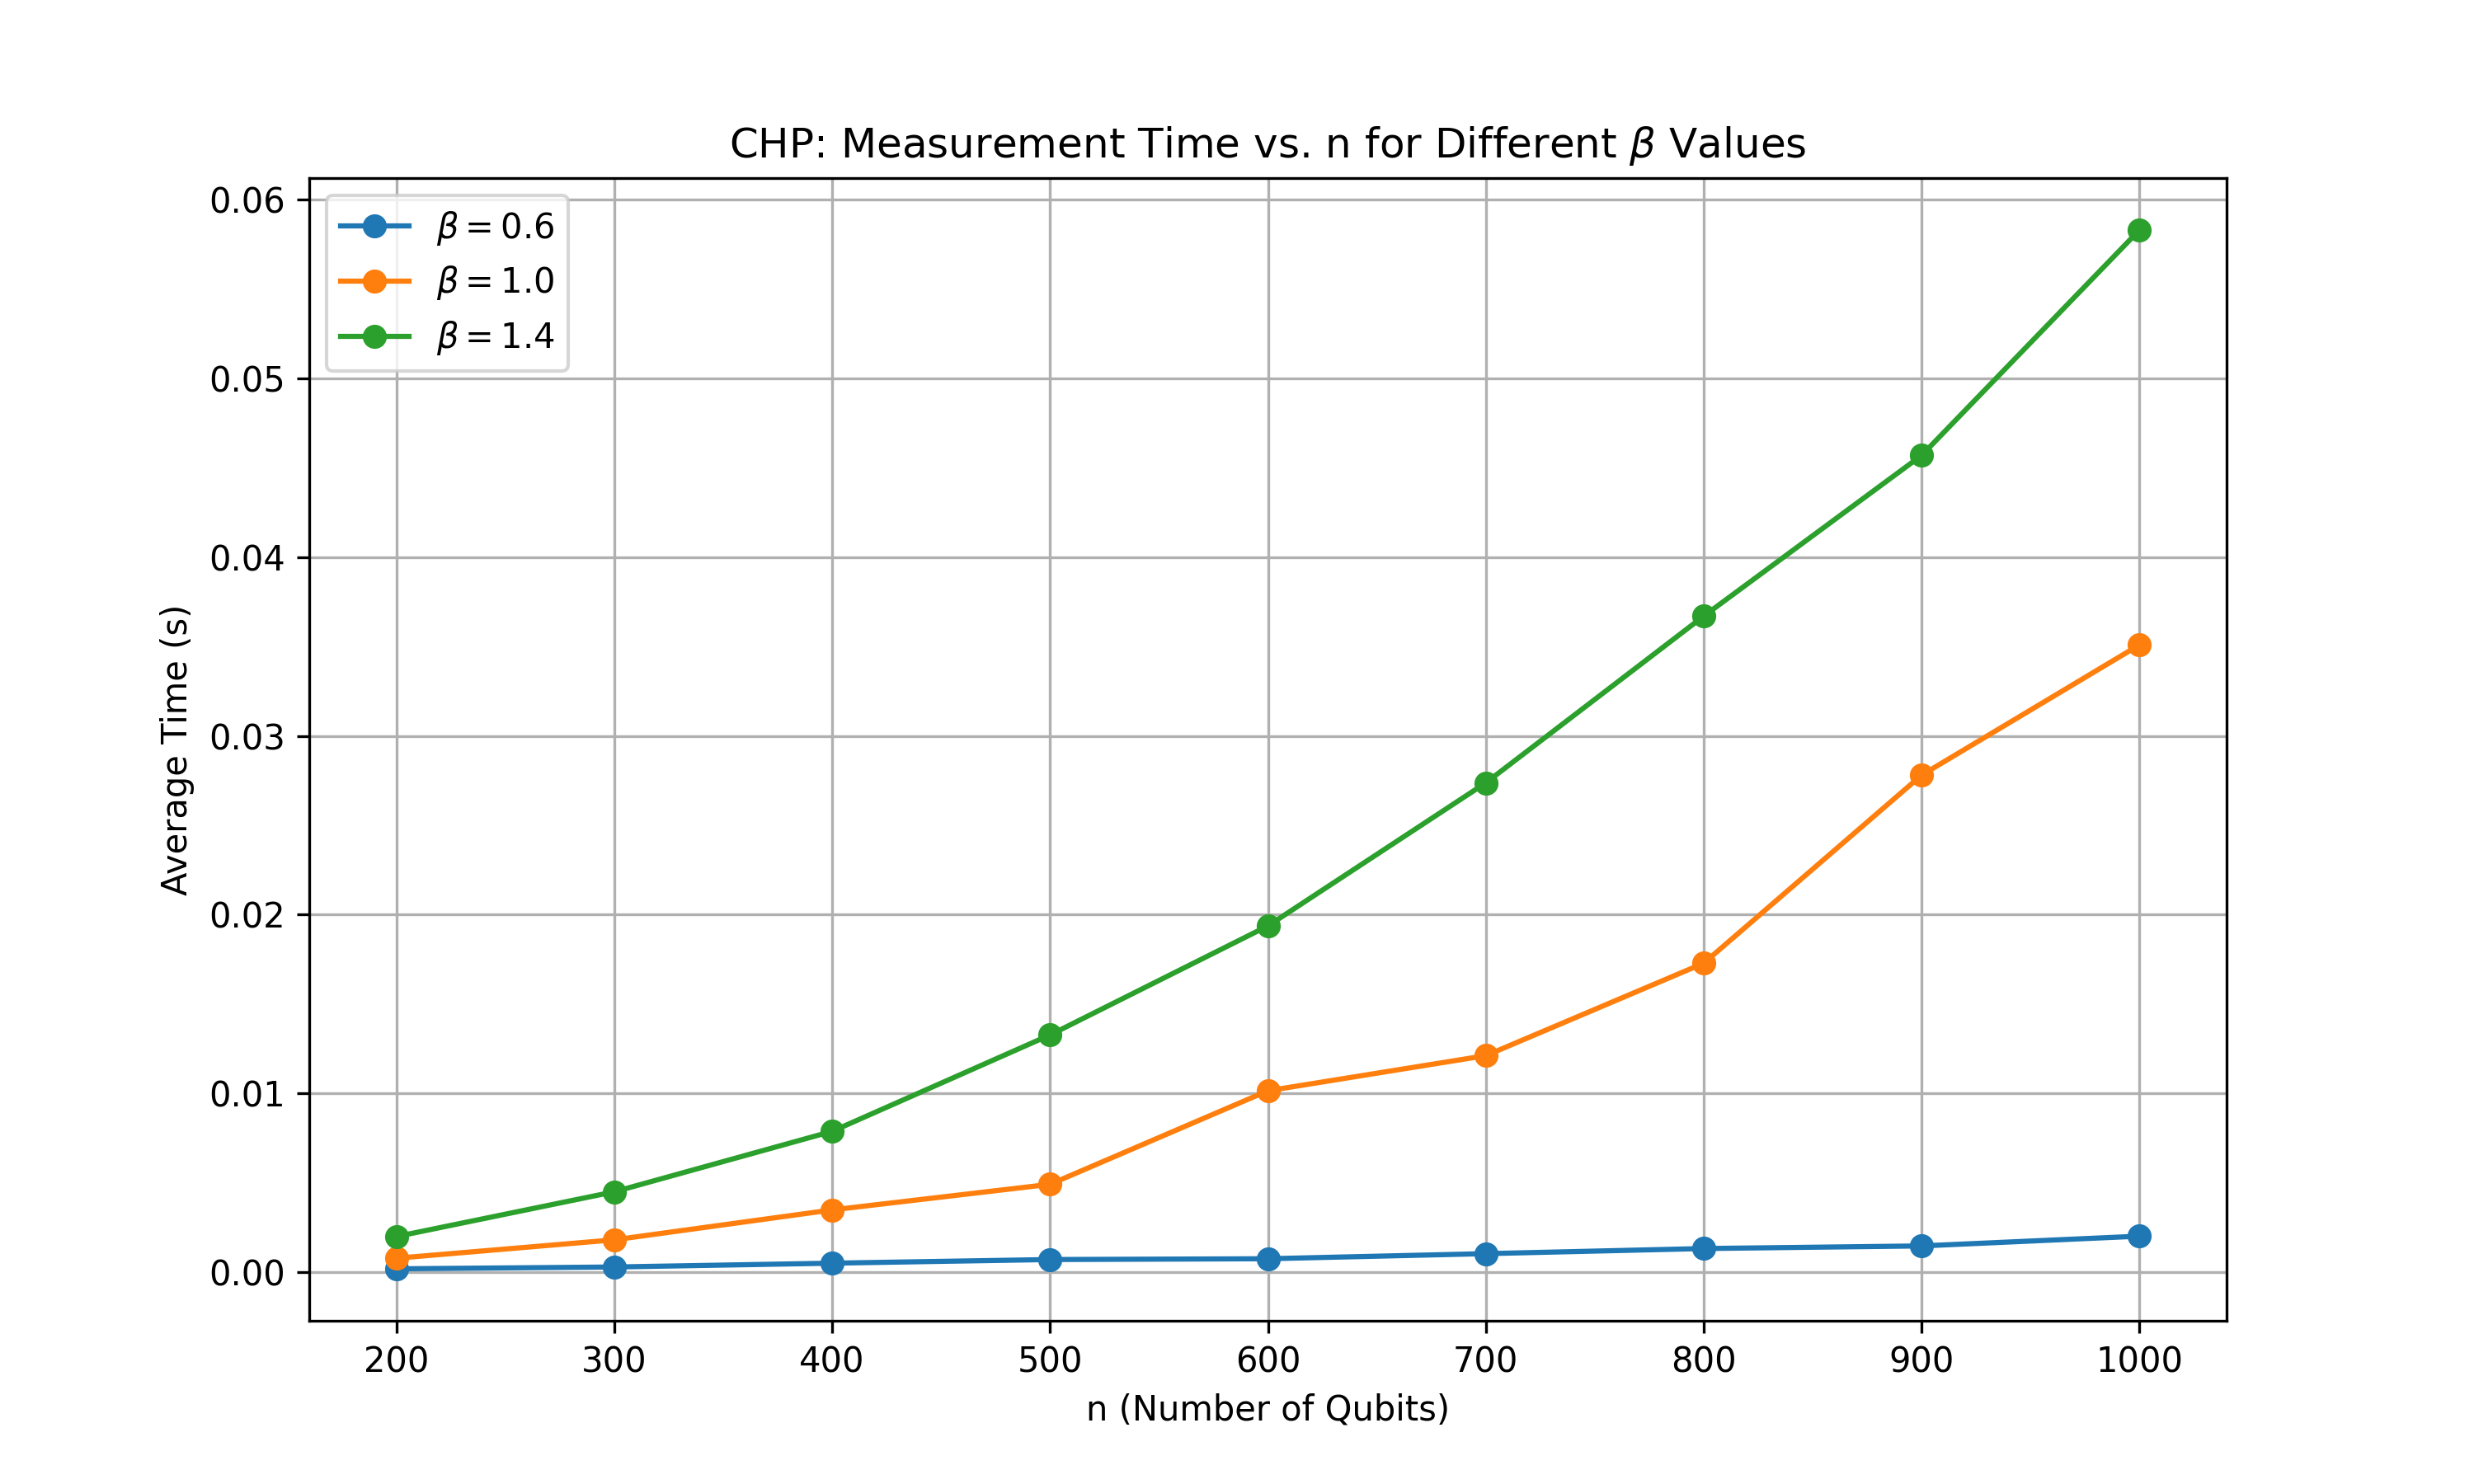 CHP: Measurement Time vs. n for Different β Values
β = 0.6
β = 1.0
β = 1.4
Average Time (s)
0.06
0.05
0.04
0.03
0.02
0.01
0.00
200 300 400 500 600 700 800 900 1000
n (Number of Qubits)